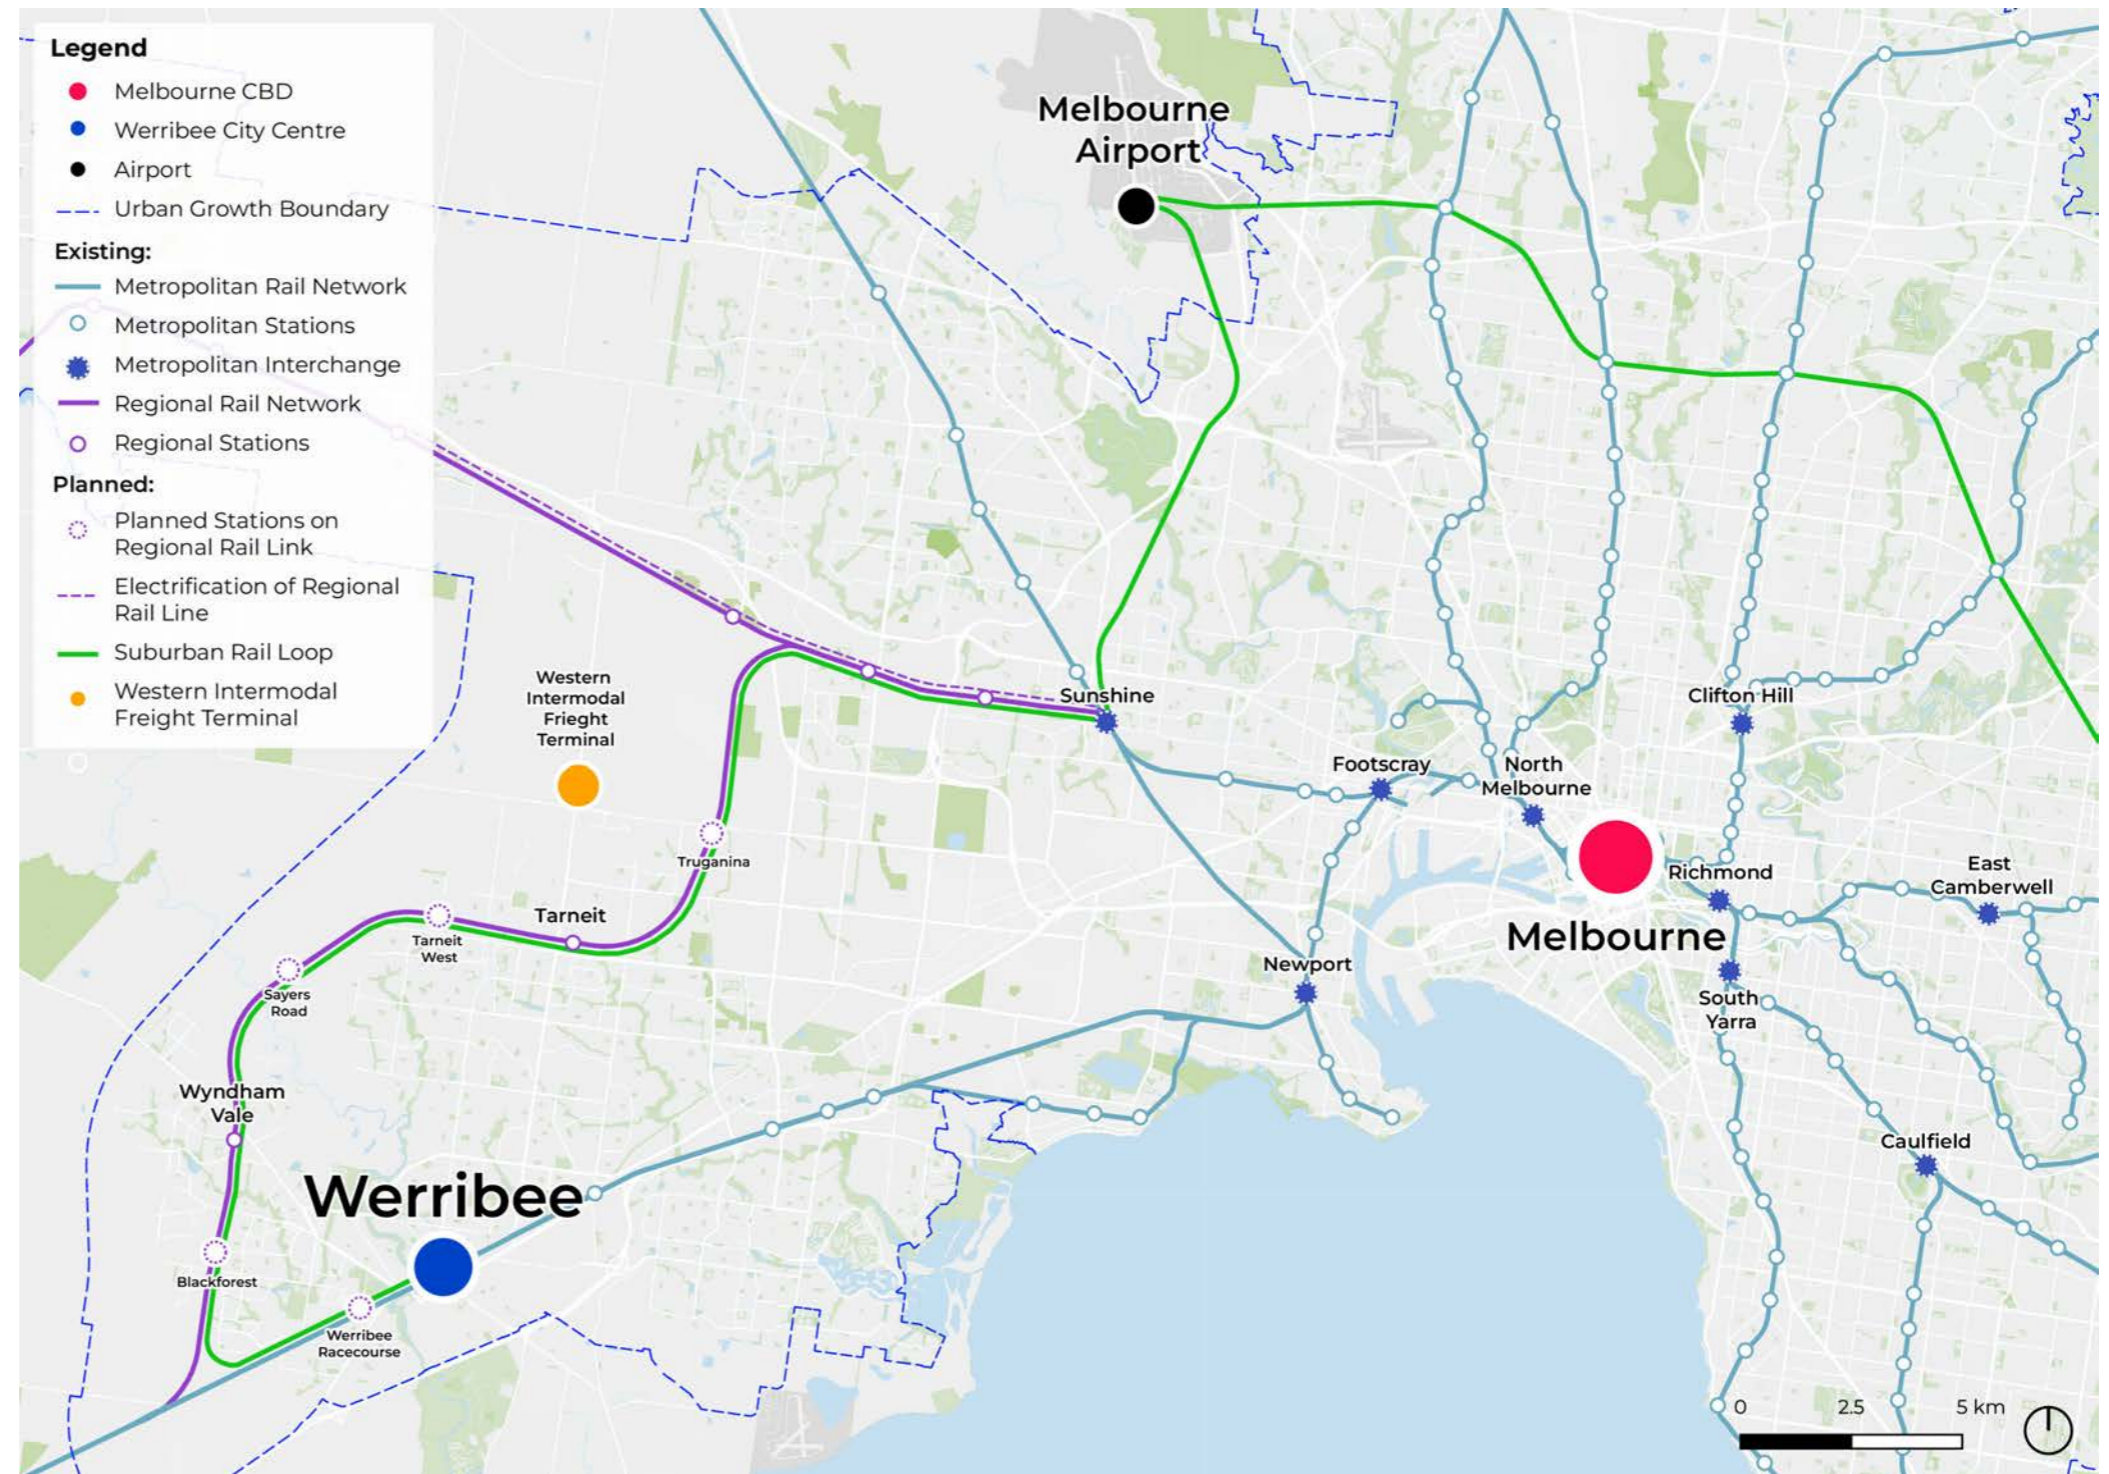 Legend
Melbourne CBD
Werribee City Centre
Airport
Urban Growth Boundary
Existing:
Metropolitan Rail Network
Metropolitan Stations
Metropolitan Interchange
Regional Rail Network
Regional Stations
Planned:
Planned Stations on
Regional Rail Link
Electrification of Regional
Rail Line
Suburban Rail Loop
Western Intermodal
Freight Terminal
Melbourne
Airport
Western
Intermodal
Frieght
Terminal
Sunshine
Clifton Hill
Footscray
North
Melbourne
Truganina
Richmond
East
Camberwell
Melbourne
Tarneit
Tarneit
West
Newport
Sayers
Road
South
Yarra
Wyndham
Vale
Caulfield
Werribee
Blackforest
Werribee
Racecourse
0 2.5 5 km